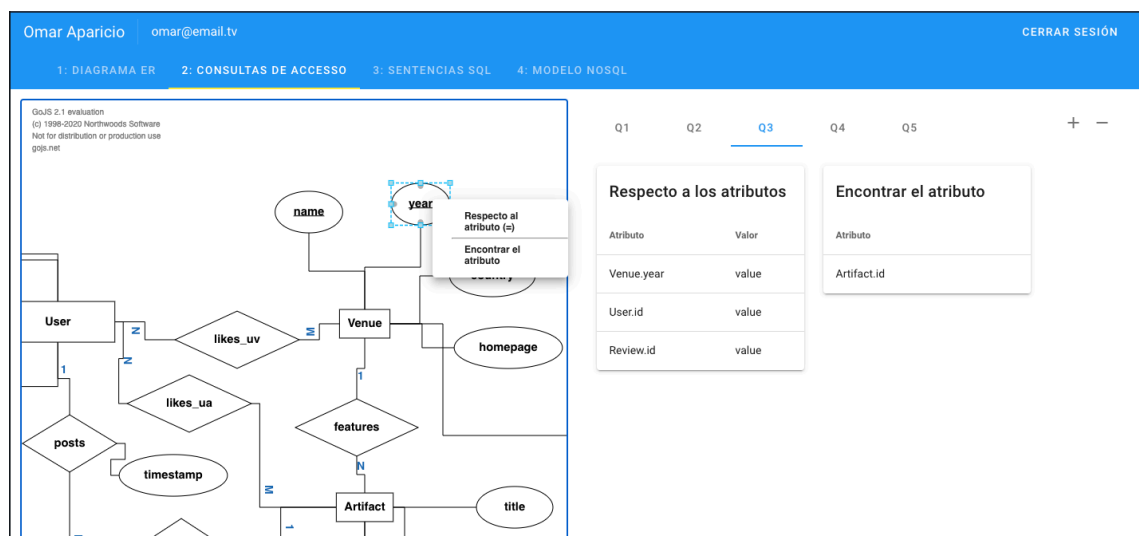 Omar Aparicio omar@email.tv CERRAR SESIÓN
1: DIAGRAMA ER 2: CONSULTAS DE ACCESSO 3: SENTENCIAS SQL 4: MODELO NOSQL
GoJS 2.1 evaluation
(c) 1998-2020 Northwoods Software
Not for distribution or production use
gojs.net
name
year
Respecto al
atributo (=)
Encontrar el
atributo
country
User
N
likes_uv
M
Venue
homepage
1
N
1
likes_ua
features
posts
timestamp
N
M
Artifact
title
1
Q1 Q2 Q3 Q4 Q5 + −
Respecto a los atributos
Atributo Valor
Venue.year value
User.id value
Review.id value
Encontrar el atributo
Atributo
Artifact.id